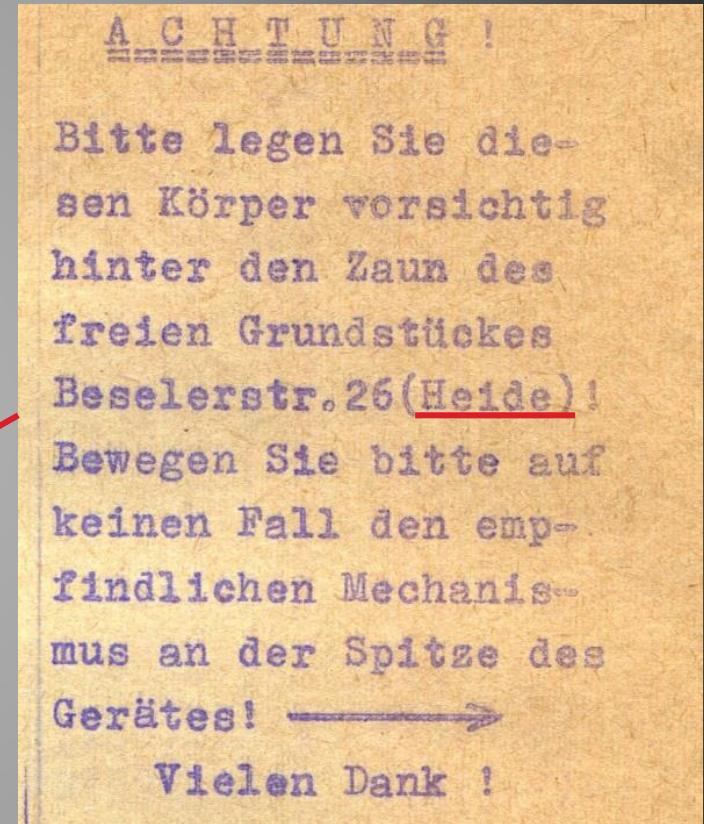 A C H T U N G !
Bitte legen Sie die-
sen Körper vorsichtig
hinter den Zaun des
freien Grundstückes
Beselerstr.26(Heide)!
Bewegen Sie bitte auf
keinen Fall den emp-
findlichen Mechanis-
mus an der Spitze des
Gerätes! ⟶
Vielen Dank !